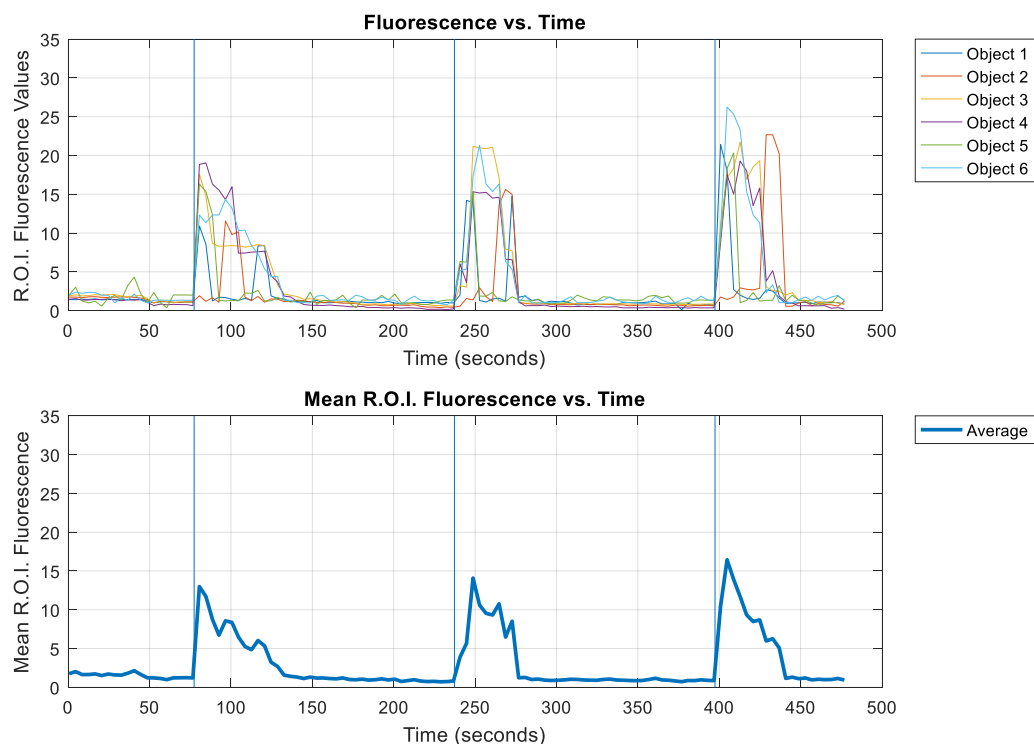 Fluorescence vs. Time
R.O.I. Fluorescence Values
35
30
25
20
15
10
5
0
0 50 100 150 200 250 300 350 400 450 500
Time (seconds)
Object 1
Object 2
Object 3
Object 4
Object 5
Object 6
Mean R.O.I. Fluorescence vs. Time
Mean R.O.I. Fluorescence
35
30
25
20
15
10
5
0
0 50 100 150 200 250 300 350 400 450 500
Time (seconds)
Average